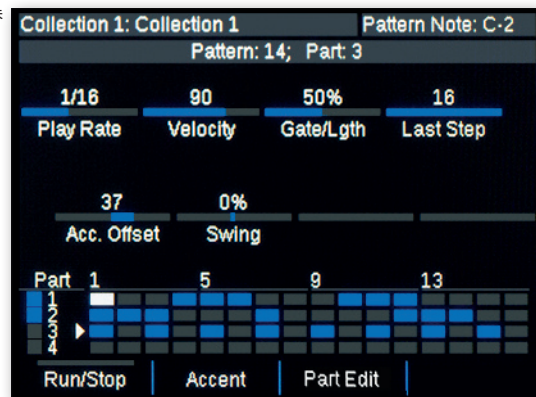 Collection 1: Collection 1 Pattern Note: C-2
Pattern: 14; Part: 3
1/16 90 50% 16
Play Rate Velocity Gate/Lgth Last Step
37 0%
Acc. Offset Swing
Part 1 5 9 13
1
2
3
4
Run/Stop Accent Part Edit